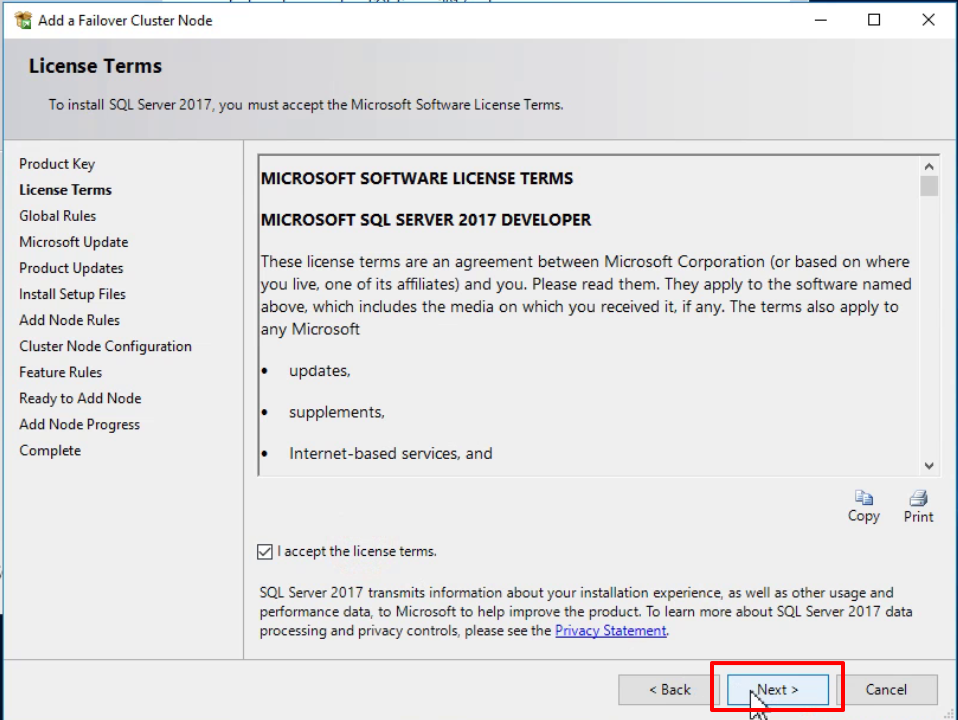 Add a Failover Cluster Node
License Terms
To install SQL Server 2017, you must accept the Microsoft Software License Terms.
Product Key
License Terms
Global Rules
Microsoft Update
Product Updates
Install Setup Files
Add Node Rules
Cluster Node Configuration
Feature Rules
Ready to Add Node
Add Node Progress
Complete
MICROSOFT SOFTWARE LICENSE TERMS
MICROSOFT SQL SERVER 2017 DEVELOPER
These license terms are an agreement between Microsoft Corporation (or based on where
you live, one of its affiliates) and you. Please read them. They apply to the software named
above, which includes the media on which you received it, if any. The terms also apply to
any Microsoft
• updates,
• supplements,
• Internet-based services, and
Copy Print
I accept the license terms.
SQL Server 2017 transmits information about your installation experience, as well as other usage and
performance data, to Microsoft to help improve the product. To learn more about SQL Server 2017 data
processing and privacy controls, please see the Privacy Statement.
< Back Next > Cancel